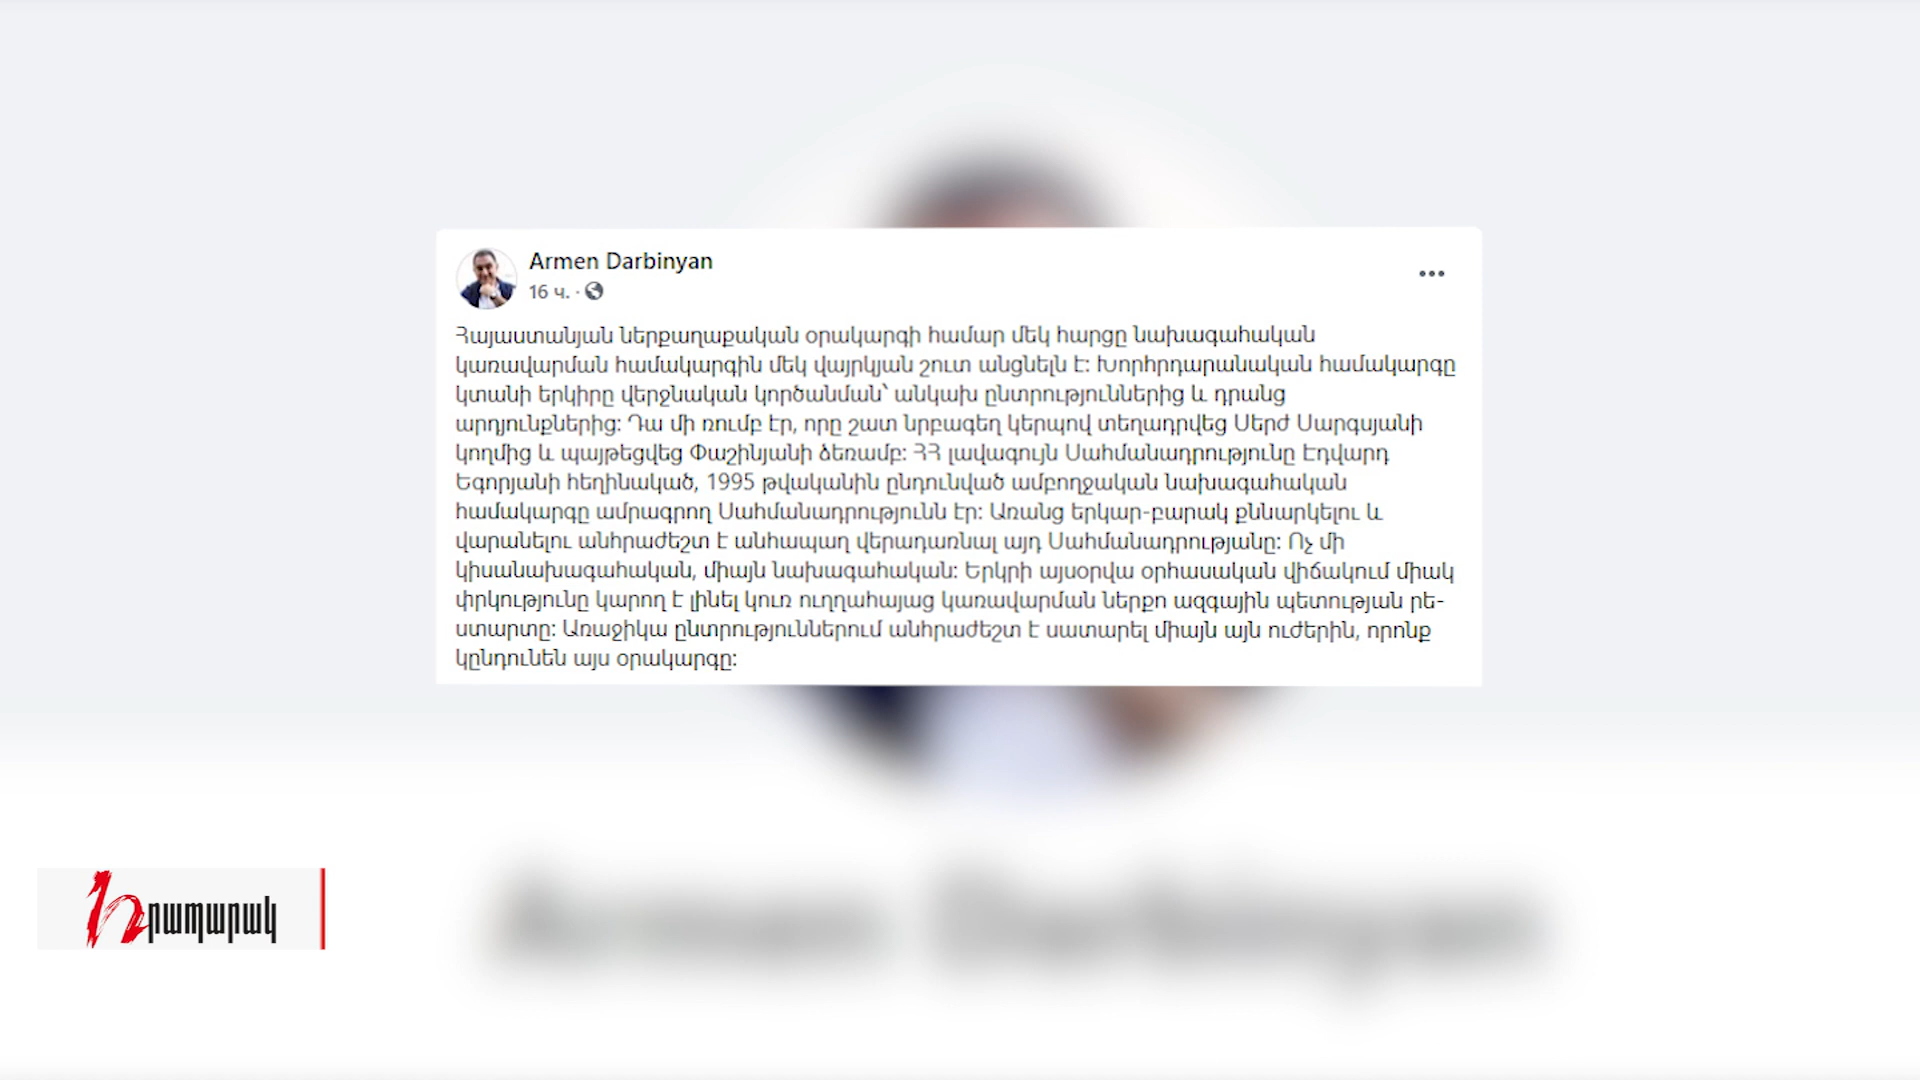 Armen Darbinyan
16 ч. ·
Հայաստանյան ներքաղաքական օրակարգի համար մեկ հարցը նախագահական
կառավարման համակարգին մեկ վայրկյան շուտ անցնելն է: Խորհրդարանական համակարգը
կտանի երկիրը վերջնական կործանման՝ անկախ ընտրություններից և դրանց
արդյունքներից: Դա մի ռումբ էր, որը շատ նրբագեղ կերպով տեղադրվեց Սերժ Սարգսյանի
կողմից և պայթեցվեց Փաշինյանի ձեռամբ: ՀՀ լավագույն Սահմանադրությունը Էդվարդ
Եգորյանի հեղինակած, 1995 թվականին ընդունված ամբողջական նախագահական
համակարգը ամրագրող Սահմանադրությունն էր: Առանց երկար-բարակ քննարկելու և
վարանելու անհրաժեշտ է անհապաղ վերադառնալ այդ Սահմանադրությանը: Ոչ մի
կիսանախագահական, միայն նախագահական: Երկրի այսօրվա օրհասական վիճակում միակ
փրկությունը կարող է լինել կուռ ուղղահայաց կառավարման ներքո ազգային պետության րե-
ստարտը: Առաջիկա ընտրություններում անհրաժեշտ է սատարել միայն այն ուժերին, որոնք
կընդունեն այս օրակարգը:
Հրապարակ